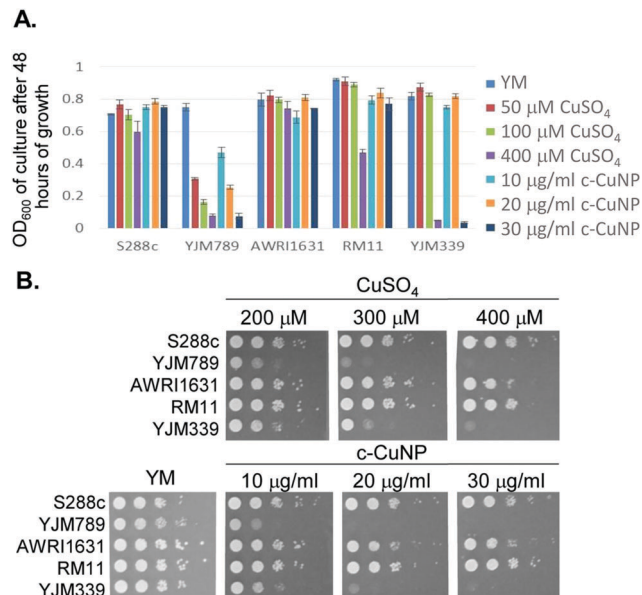 A.
OD600 of culture after 48
hours of growth
1
0.8
0.6
0.4
0.2
0
S288c YJM789 AWRI1631 RM11 YJM339
YM
50 µM CuSO4
100 µM CuSO4
400 µM CuSO4
10 µg/ml c-CuNP
20 µg/ml c-CuNP
30 µg/ml c-CuNP
B.
CuSO4
200 µM 300 µM 400 µM
S288c
YJM789
AWRI1631
RM11
YJM339
c-CuNP
YM 10 µg/ml 20 µg/ml 30 µg/ml
S288c
YJM789
AWRI1631
RM11
YJM339